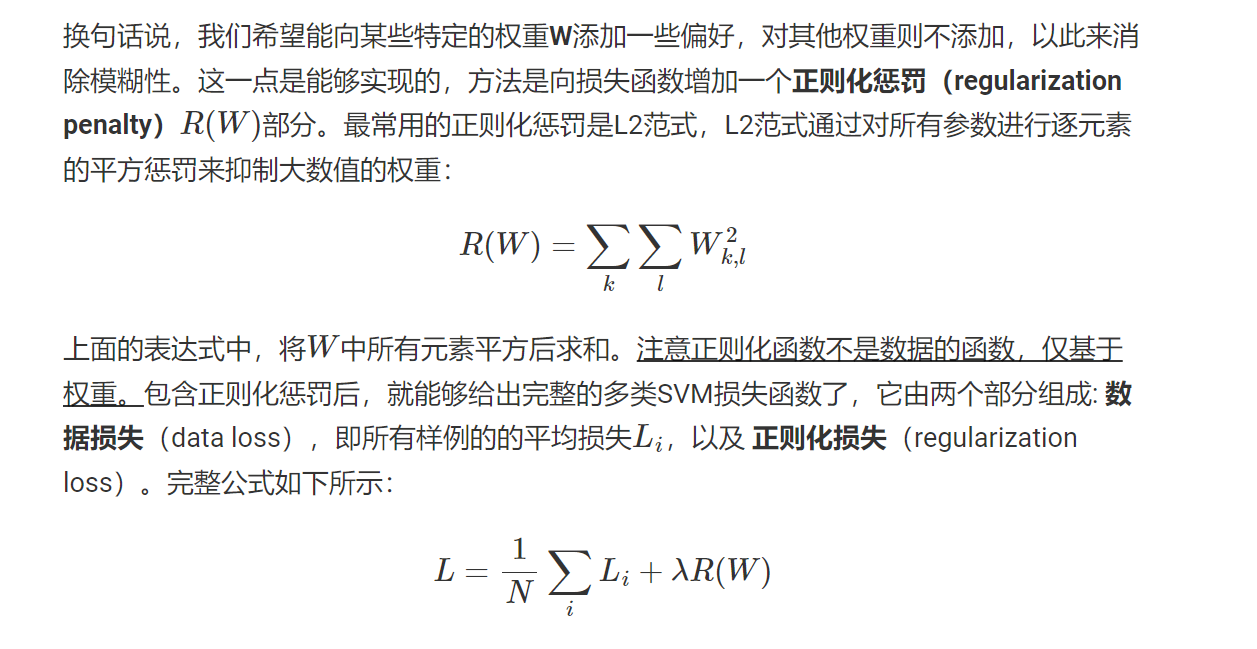 换句话说，我们希望能向某些特定的权重W添加一些偏好，对其他权重则不添加，以此来消
除模糊性。这一点是能够实现的，方法是向损失函数增加一个正则化惩罚（regularization
penalty）R(W)部分。最常用的正则化惩罚是L2范式，L2范式通过对所有参数进行逐元素
的平方惩罚来抑制大数值的权重：
R(W) = ∑_k ∑_l W_{k,l}^2
上面的表达式中，将W中所有元素平方后求和。注意正则化函数不是数据的函数，仅基于
权重。包含正则化惩罚后，就能够给出完整的多类SVM损失函数了，它由两个部分组成: 数
据损失（data loss），即所有样例的的平均损失L_i，以及 正则化损失（regularization
loss）。完整公式如下所示：
L = \frac{1}{N} ∑_i L_i + λR(W)